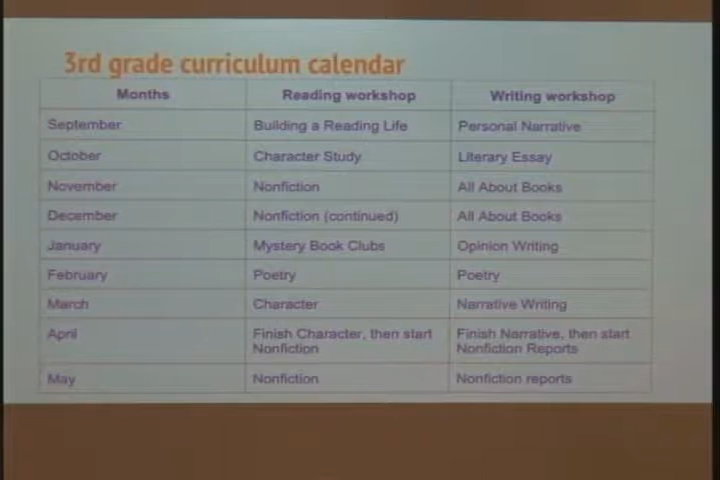 3rd grade curriculum calendar
Months Reading workshop Writing workshop
September Building a Reading Life Personal Narrative
October Character Study Literary Essay
November Nonfiction All About Books
December Nonfiction (continued) All About Books
January Mystery Book Clubs Opinion Writing
February Poetry Poetry
March Character Narrative Writing
April Finish Character, then start Finish Narrative, then start
Nonfiction Nonfiction Reports
May Nonfiction Nonfiction reports